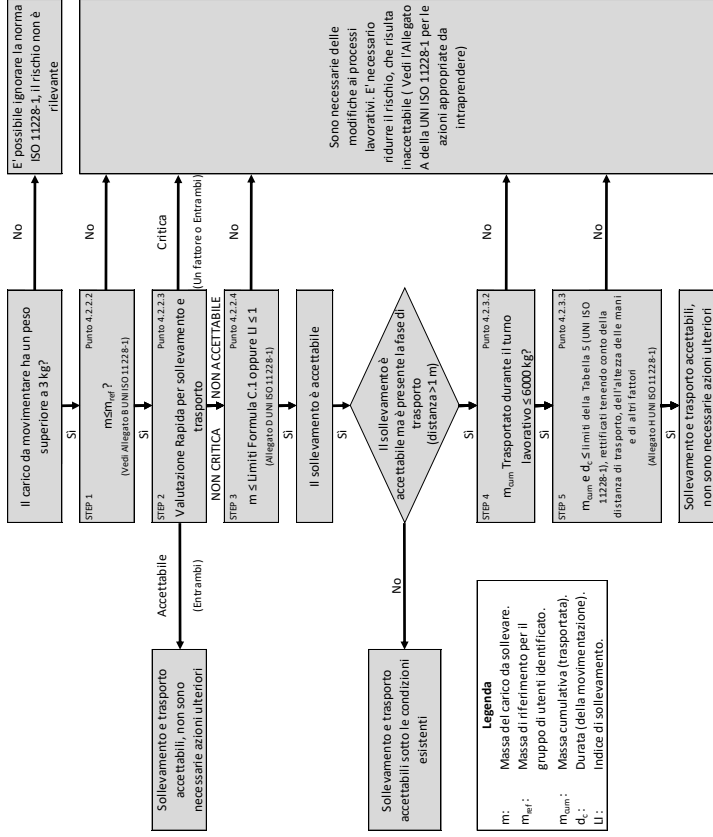 Il carico da movimentare ha un peso
superiore a 3 kg?
No
E' possibile ignorare la norma
ISO 11228-1, il rischio non è
rilevante
Sì
STEP 1
Punto 4.2.2.2
m≤m ref ?
(Vedi Allegato B UNI ISO 11228-1)
No
Sì
STEP 2
Punto 4.2.2.3
Valutazione Rapida per sollevamento e
trasporto
Accettabile
(Entrambi)
Sollevamento e trasporto
accettabili, non sono
necessarie azioni ulteriori
Critica
(Un fattore o Entrambi)
NON CRITICA
NON ACCETTABILE
STEP 3
Punto 4.2.2.4
m ≤ Limiti Formula C.1 oppure LI ≤ 1
(Allegato D UNI ISO 11228-1)
No
Sì
Il sollevamento è accettabile
Sì
Il sollevamento è
accettabile ma è presente la fase di
trasporto
(distanza >1 m)
No
Sollevamento e trasporto
accettabili sotto le condizioni
esistenti
Sì
STEP 4
Punto 4.2.3.2
m cum Trasportato durante il turno
lavorativo ≤ 6000 kg?
No
Sì
STEP 5
Punto 4.2.3.3
m cum e d c ≤ limiti della Tabella 5 (UNI ISO
11228-1), rettificati tenendo conto della
distanza di trasporto, dell'altezza delle mani
e di altri fattori
(Allegato H UNI ISO 11228-1)
No
Sì
Sollevamento e trasporto accettabili,
non sono necessarie azioni ulteriori
Sono necessarie delle
modifiche ai processi
lavorativi. E' necessario
ridurre il rischio, che risulta
inaccettabile ( Vedi l'Allegato
A della UNI ISO 11228-1 per le
azioni appropriate da
intraprendere)
Legenda
m: Massa del carico da sollevare.
m ref : Massa di riferimento per il
gruppo di utenti identificato.
m cum : Massa cumulativa (trasportata).
d c : Durata (della movimentazione).
LI : Indice di sollevamento.